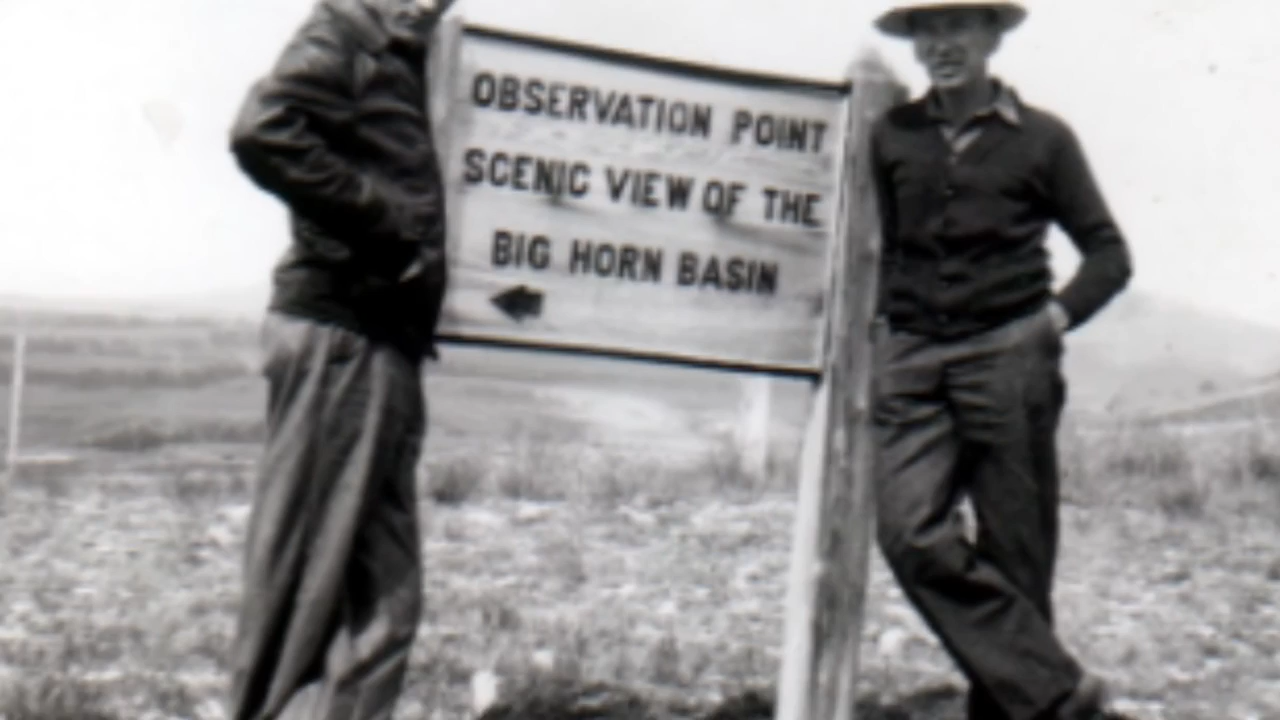 OBSERVATION POINT
SCENIC VIEW OF THE
BIG HORN BASIN